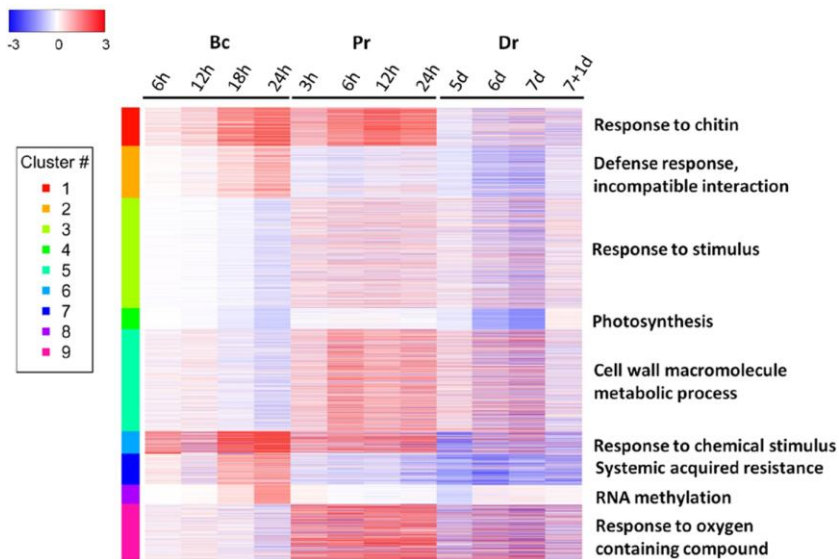 -3 0 3
Bc Pr Dr
6h 12h 18h 24h 3h 6h 12h 24h 5d 6d 7d 7+1d
Cluster #
1
2
3
4
5
6
7
8
9
Response to chitin
Defense response,
incompatible interaction
Response to stimulus
Photosynthesis
Cell wall macromolecule
metabolic process
Response to chemical stimulus
Systemic acquired resistance
RNA methylation
Response to oxygen
containing compound